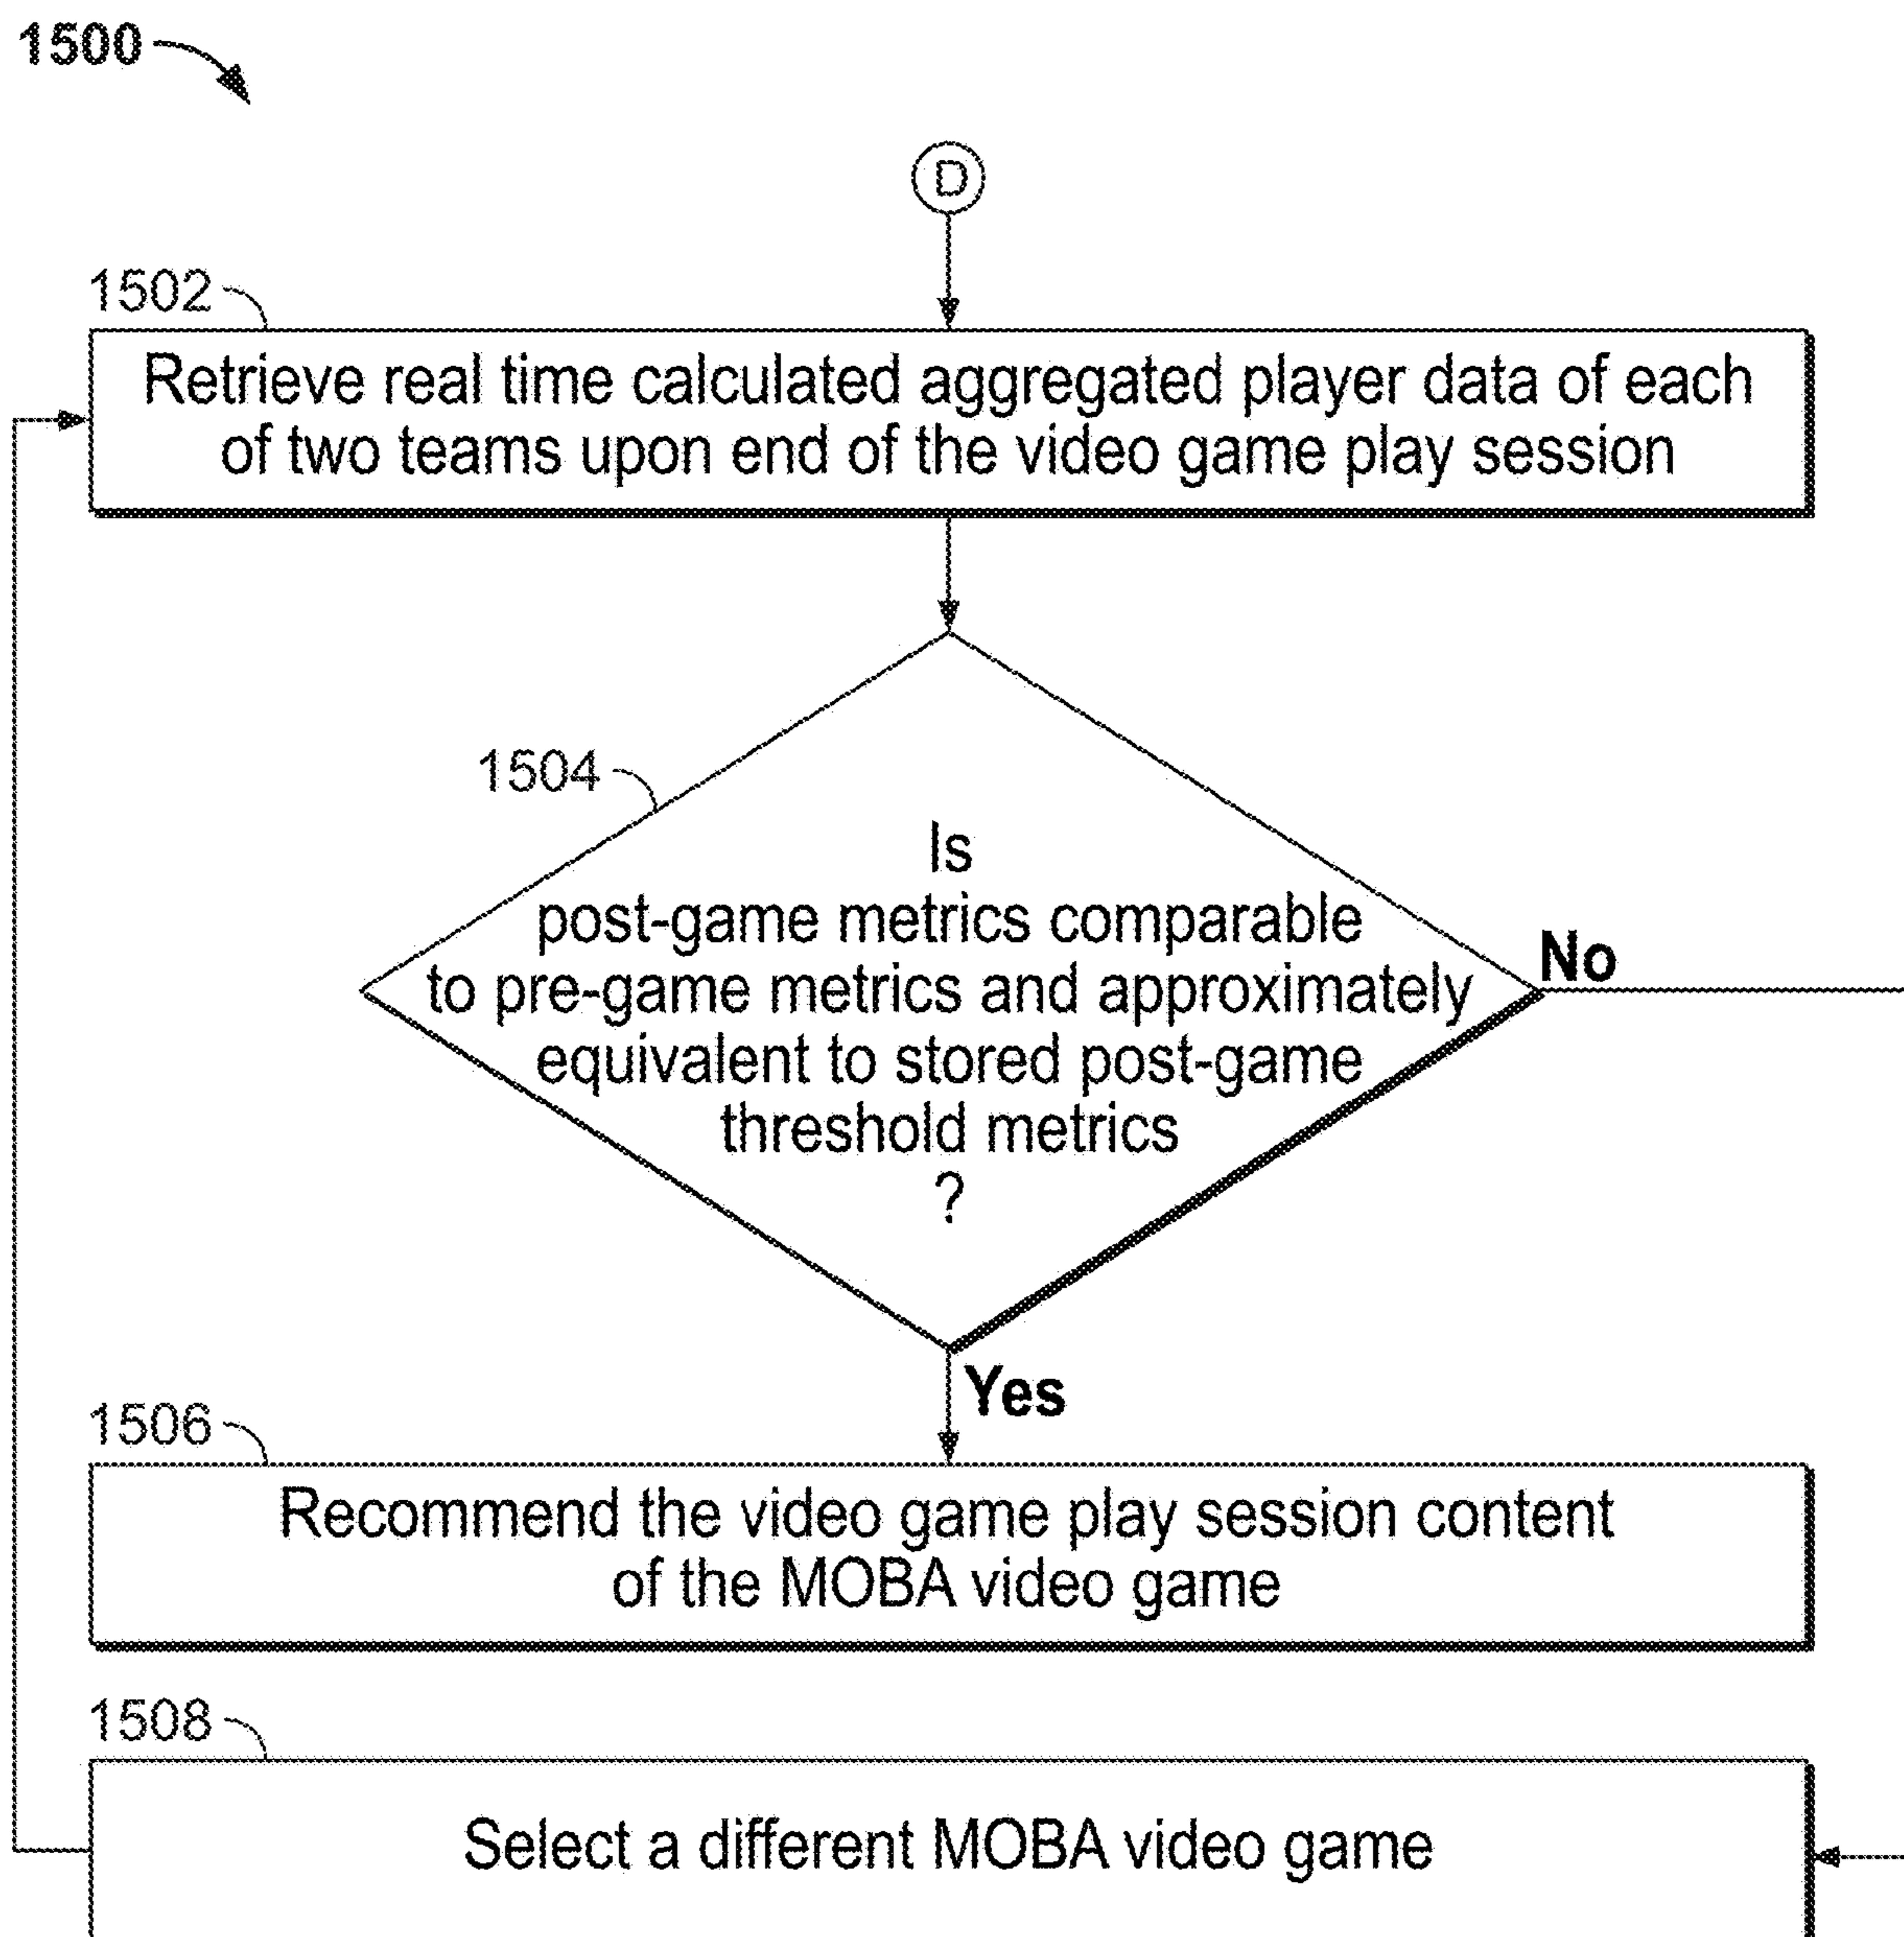 1500
D
1502
Retrieve real time calculated aggregated player data of each
of two teams upon end of the video game play session
1504
Is
post-game metrics comparable
to pre-game metrics and approximately
equivalent to stored post-game
threshold metrics
?
No
Yes
1506
Recommend the video game play session content
of the MOBA video game
1508
Select a different MOBA video game